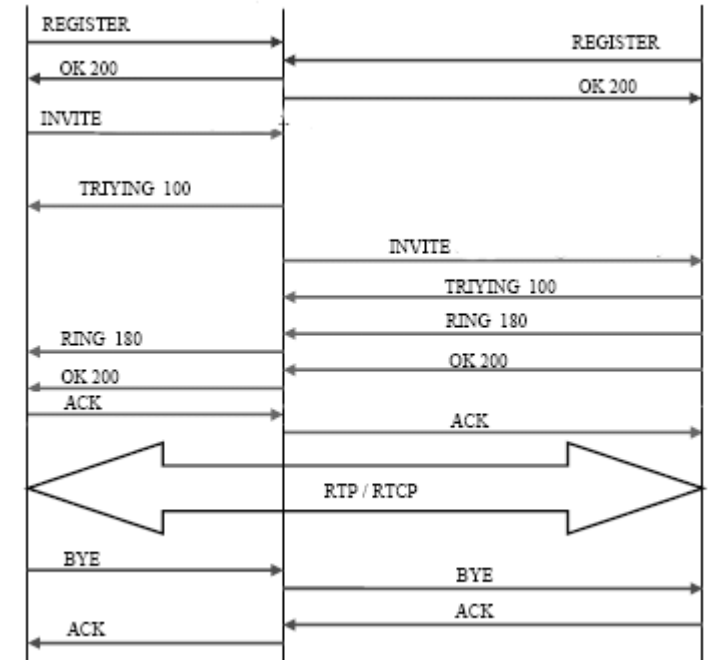 REGISTER
REGISTER
OK 200
OK 200
INVITE
TRIYING 100
INVITE
TRIYING 100
RING 180
RING 180
OK 200
OK 200
ACK
ACK
RTP / RTCP
BYE
BYE
ACK
ACK